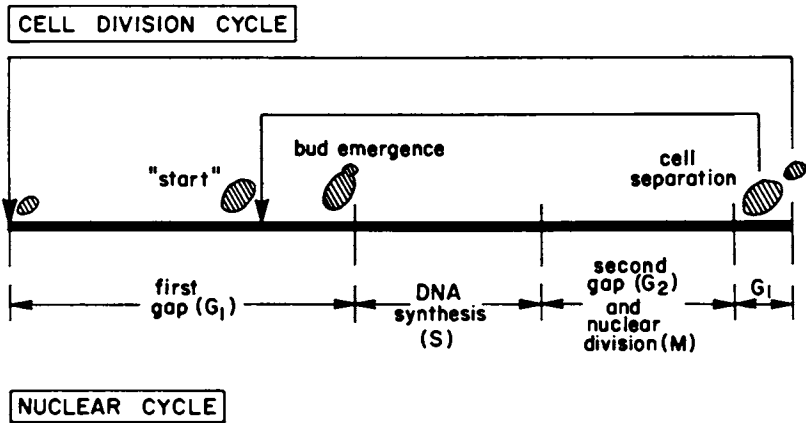 CELL DIVISION CYCLE
bud emergence
"start"
cell
separation
first
gap (G₁)
DNA
synthesis
(S)
second
gap (G₂)
and
nuclear
division (M)
G₁
NUCLEAR CYCLE